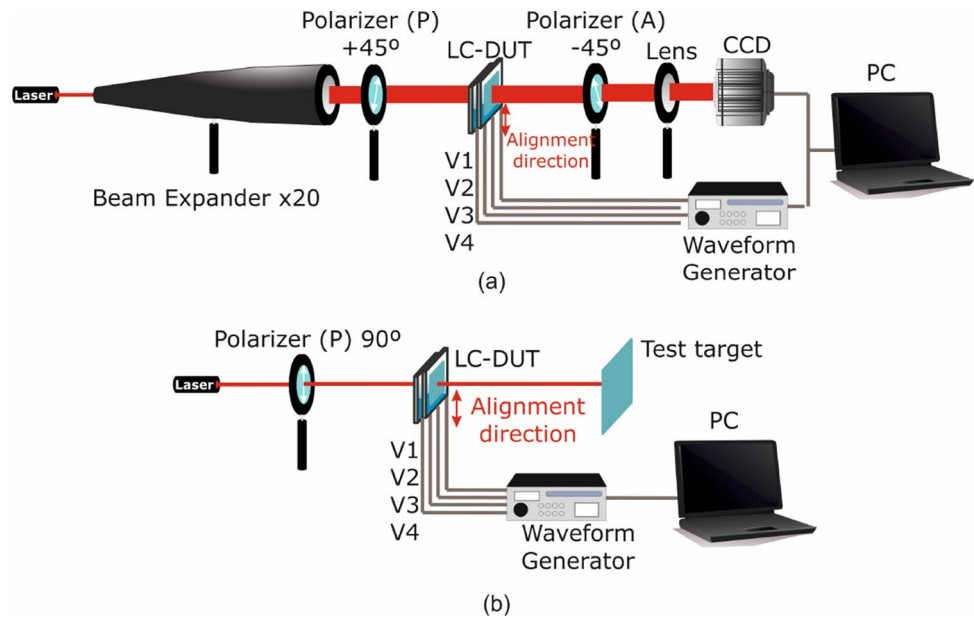 Polarizer (P)
+45º
LC-DUT
Polarizer (A)
-45º
Lens
CCD
PC
Laser
Alignment
direction
V1
V2
V3
V4
Beam Expander x20
Waveform
Generator
(a)
Polarizer (P) 90º
LC-DUT
Test target
Laser
Alignment
direction
PC
V1
V2
V3
V4
Waveform
Generator
(b)